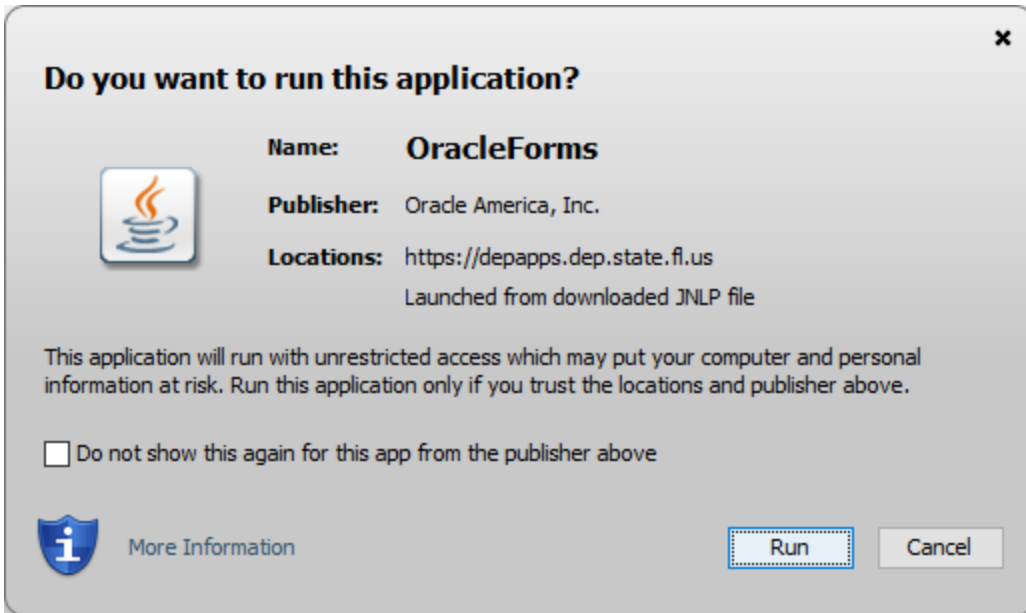 Do you want to run this application?
Name: OracleForms
Publisher: Oracle America, Inc.
Locations: https://depapps.dep.state.fl.us
Launched from downloaded JNLP file
This application will run with unrestricted access which may put your computer and personal
information at risk. Run this application only if you trust the locations and publisher above.
Do not show this again for this app from the publisher above
More Information
Run
Cancel